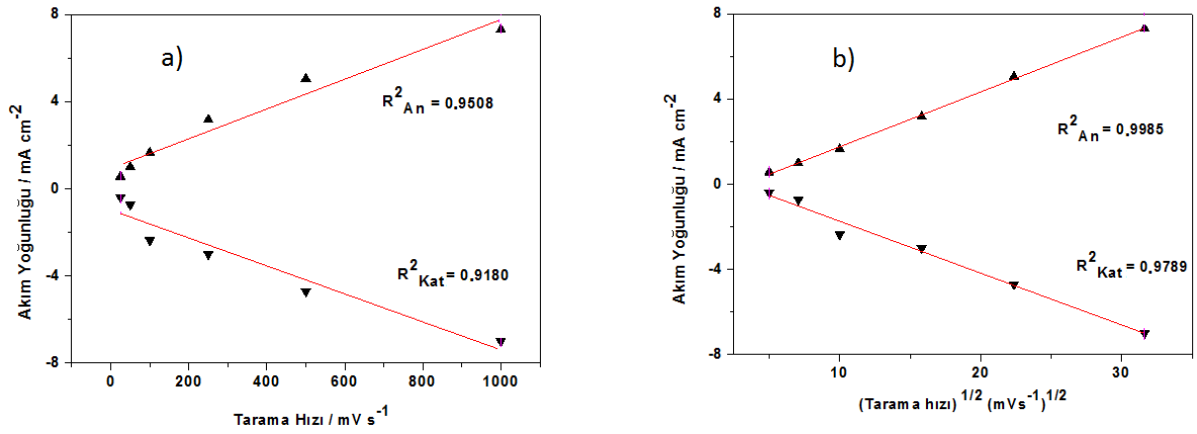 a)
8
4
0
-4
-8
Akım Yoğunluğu / mA cm-2
R2An = 0.9508
R2Kat = 0.9180
0 200 400 600 800 1000
Tarama Hızı / mV s-1
b)
8
4
0
-4
-8
Akım Yoğunluğu / mA cm-2
R2An = 0.9985
R2Kat = 0.9789
10 20 30
(Tarama hızı) 1/2 (mVs-1)1/2